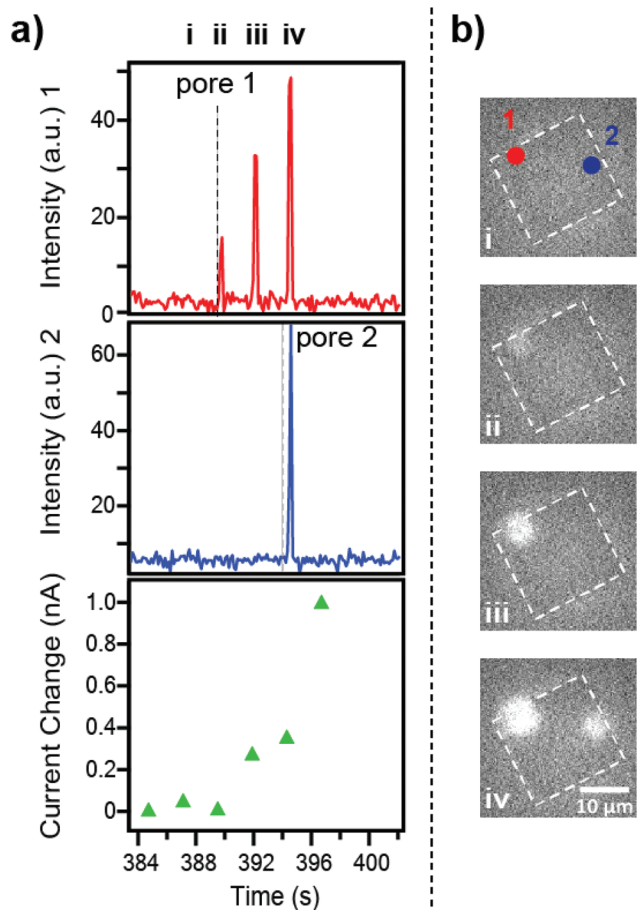 a)
i ii iii iv
pore 1
Intensity (a.u.) 1
40
20
0
pore 2
Intensity (a.u.) 2
60
40
20
Current Change (nA)
1.0
0.8
0.6
0.4
0.2
0
384 388 392 396 400
Time (s)
b)
1
2
i
ii
iii
iv
10 µm